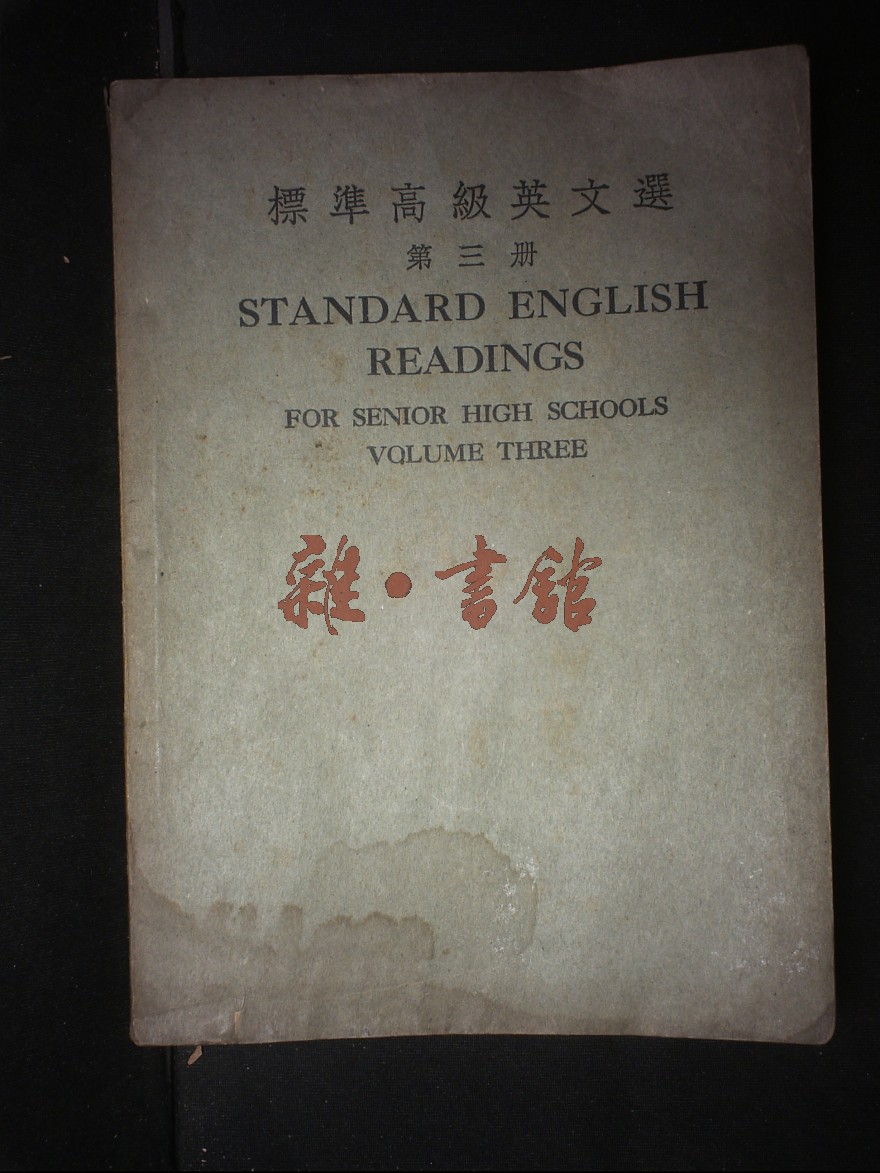 標準高級英文選
第三册
STANDARD ENGLISH
READINGS
FOR SENIOR HIGH SCHOOLS
VOLUME THREE
雜·書館